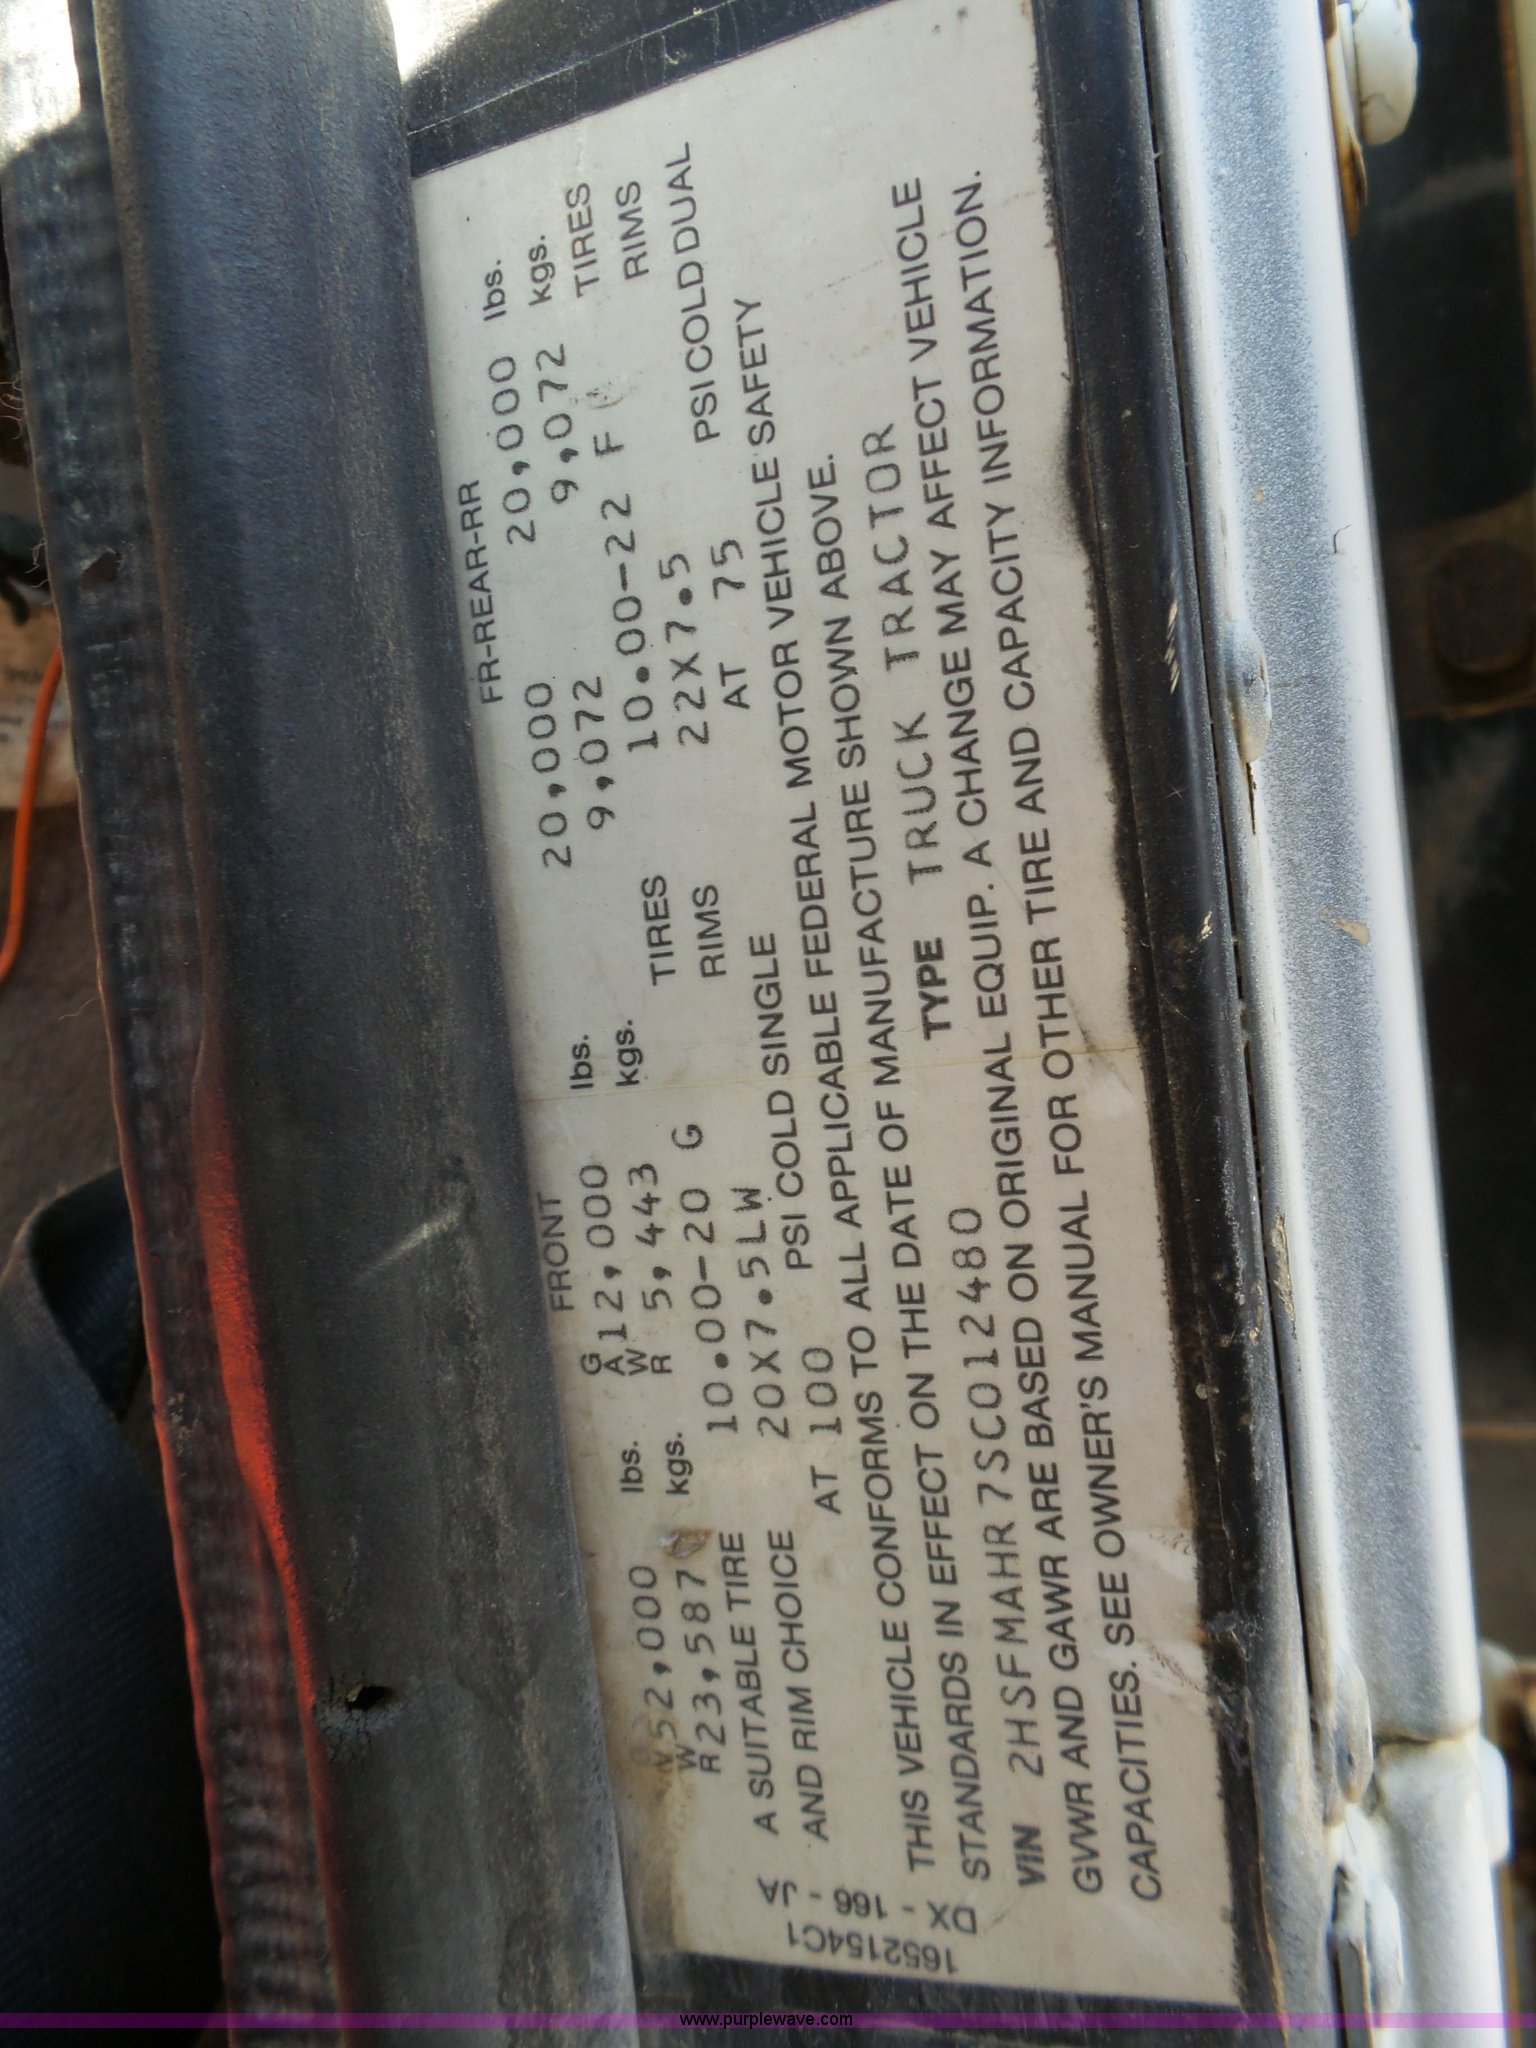 FRONT
FR-REAR-RR
GVWR 52,000 lbs. GAWR 12,000 lbs. 20,000 20,000 lbs.
23,587 kgs. 5,443 kgs. 9,072 9,072 kgs.
A SUITABLE TIRE 10.00-20 G TIRES 10.00-22 F TIRES
AND RIM CHOICE 20X7.5LW RIMS 22X7.5 RIMS
AT 100 PSI COLD SINGLE AT 75 PSI COLD DUAL
THIS VEHICLE CONFORMS TO ALL APPLICABLE FEDERAL MOTOR VEHICLE SAFETY
STANDARDS IN EFFECT ON THE DATE OF MANUFACTURE SHOWN ABOVE.
VIN 2HSFMAHR7SC012480 TYPE TRUCK TRACTOR
GVWR AND GAWR ARE BASED ON ORIGINAL EQUIP. A CHANGE MAY AFFECT VEHICLE
CAPACITIES. SEE OWNER'S MANUAL FOR OTHER TIRE AND CAPACITY INFORMATION.
1652154C1
DX - 166 - JA
www.purplewave.com